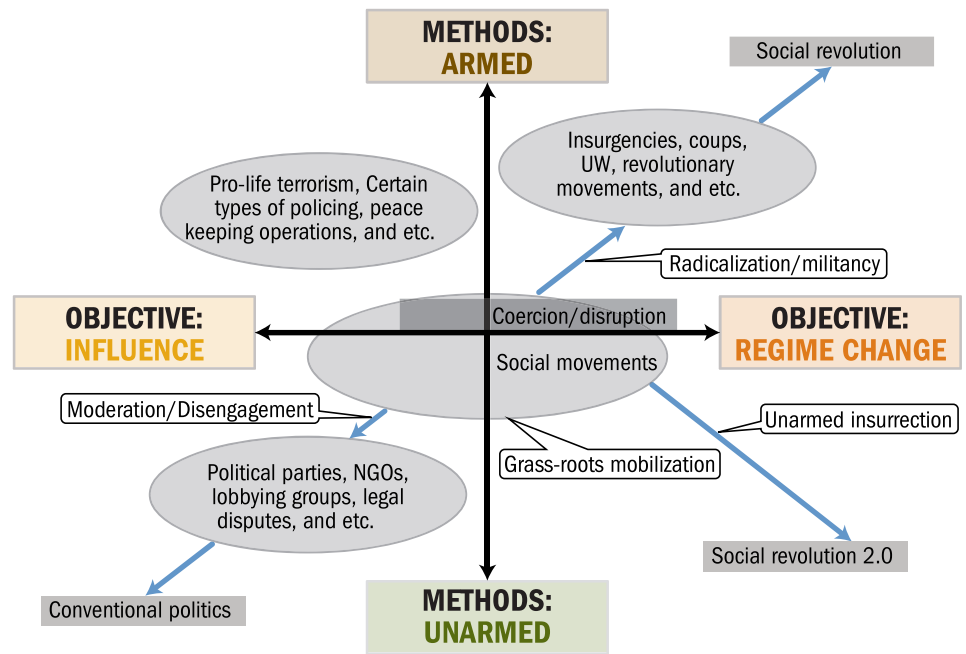 METHODS:
ARMED
Social revolution
Insurgencies, coups,
UW, revolutionary
movements, and etc.
Pro-life terrorism, Certain
types of policing, peace
keeping operations, and etc.
Radicalization/militancy
OBJECTIVE:
INFLUENCE
Coercion/disruption
OBJECTIVE:
REGIME CHANGE
Social movements
Moderation/Disengagement
Unarmed insurrection
Grass-roots mobilization
Political parties, NGOs,
lobbying groups, legal
disputes, and etc.
Social revolution 2.0
Conventional politics
METHODS:
UNARMED